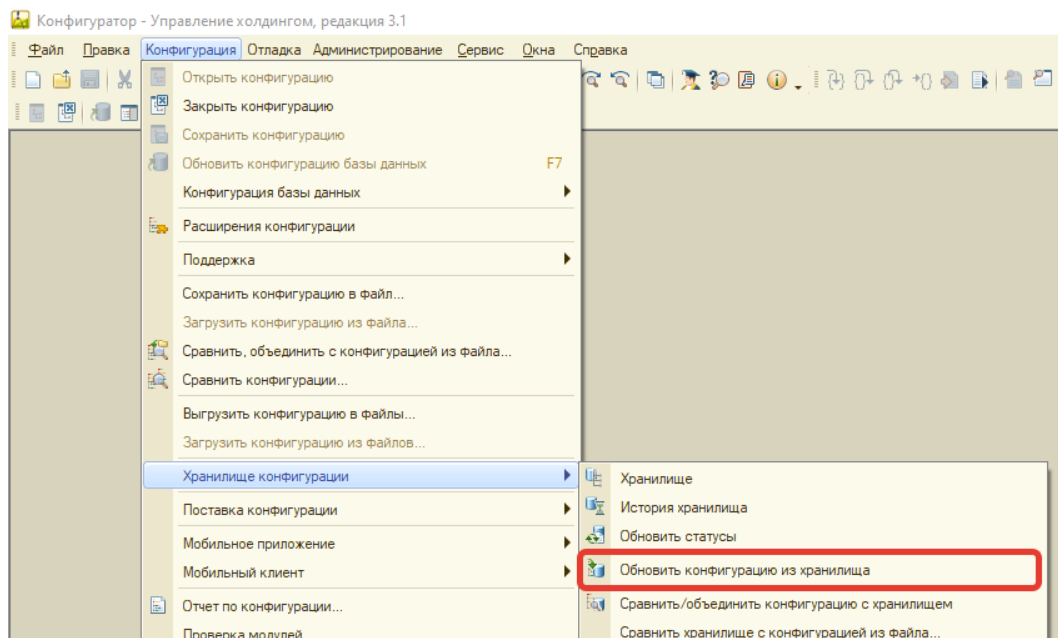 Конфигуратор - Управление холдингом, редакция 3.1
Файл Правка Конфигурация Отладка Администрирование Сервис Окна Справка
Открыть конфигурацию
Закрыть конфигурацию
Сохранить конфигурацию
Обновить конфигурацию базы данных F7
Конфигурация базы данных
Расширения конфигурации
Поддержка
Сохранить конфигурацию в файл...
Загрузить конфигурацию из файла...
Сравнить, объединить с конфигурацией из файла...
Сравнить конфигурации...
Выгрузить конфигурацию в файлы...
Загрузить конфигурацию из файлов...
Хранилище конфигурации
Поставка конфигурации
Мобильное приложение
Мобильный клиент
Отчет по конфигурации...
Проверка модулей
Хранилище
История хранилища
Обновить статусы
Обновить конфигурацию из хранилища
Сравнить/объединить конфигурацию с хранилищем
Сравнить хранилище с конфигурацией из файла...